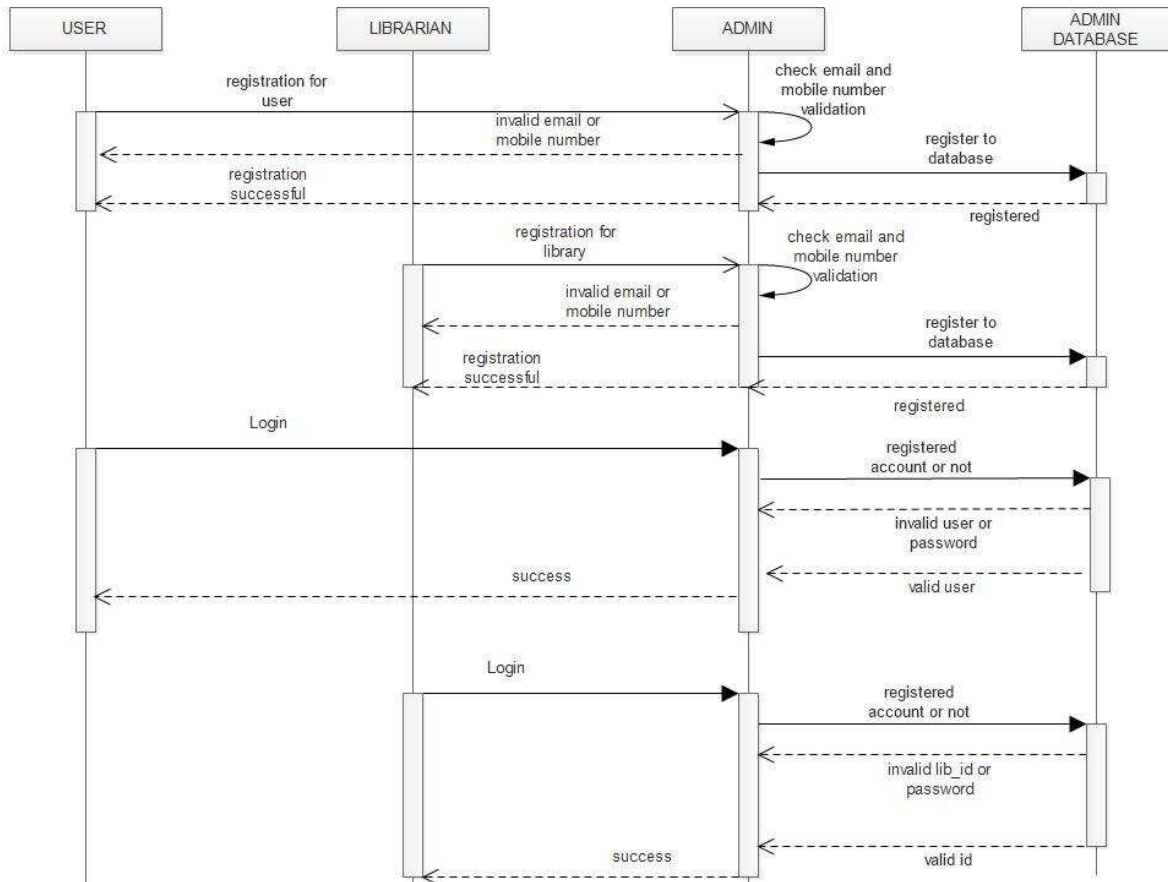 USER
LIBRARIAN
ADMIN
ADMIN
DATABASE
registration for
user
check email and
mobile number
validation
invalid email or
mobile number
register to
database
registration
successful
registered
registration for
library
check email and
mobile number
validation
invalid email or
mobile number
register to
database
registration
successful
registered
Login
registered
account or not
invalid user or
password
success
valid user
Login
registered
account or not
invalid lib_id or
password
success
valid id